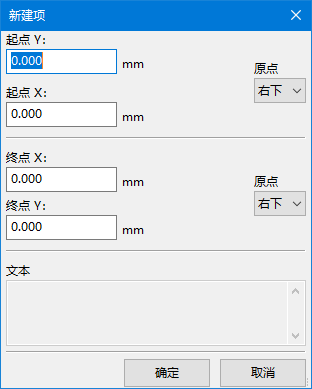 新建项
起点 Y:
0.000 mm
原点
右下
起点 X:
0.000 mm
终点 X:
0.000 mm
原点
右下
终点 Y:
0.000 mm
文本
确定 取消